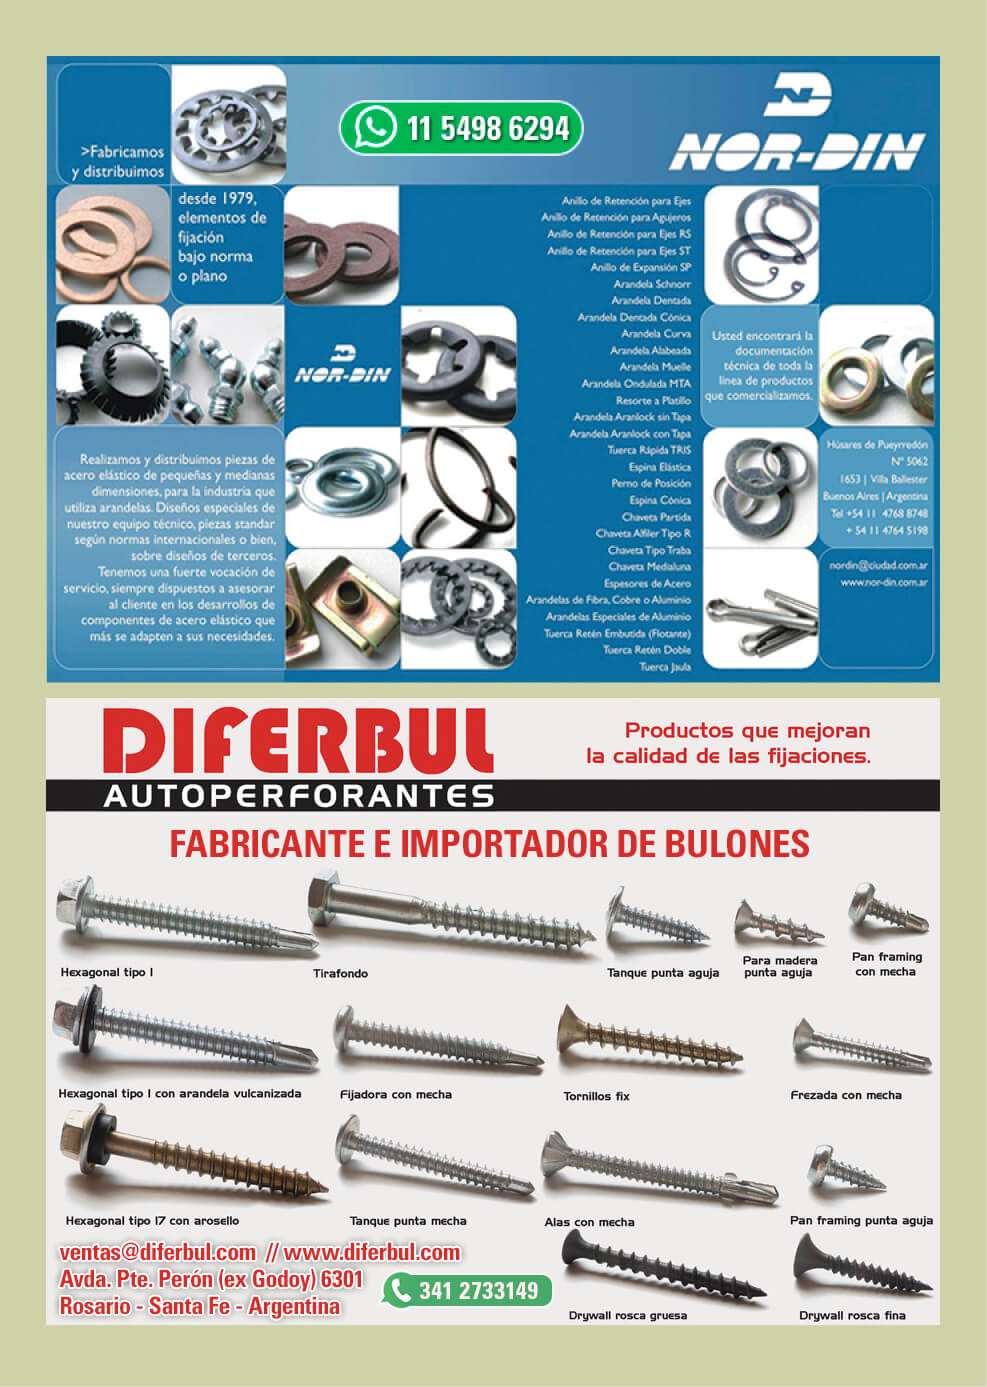 >Fabricamos
y distribuimos
desde 1979,
elementos de
fijación
bajo norma
o plano
11 5498 6294
NOR-DIN
Anillo de Retención para Ejes
Anillo de Retención para Agujeros
Anillo de Retención para Ejes RS
Anillo de Retención para Ejes ST
Anillo de Expansión SP
Arandela Schnorr
Arandela Dentada
Arandela Dentada Cónica
Arandela Curva
Arandela Alabeada
Arandela Muelle
Arandela Ondulada MTA
Resorte a Platillo
Arandela Aranlock sin Tapa
Arandela Aranlock con Tapa
Tuerca Rápida TRIS
Espina Elástica
Perno de Posición
Espina Cónica
Chaveta Partida
Chaveta Alfiler Tipo R
Chaveta Tipo Traba
Chaveta Medialuna
Espesores de Acero
Arandelas de Fibra, Cobre o Aluminio
Arandelas Especiales de Aluminio
Tuerca Retén Embutida (Flotante)
Tuerca Retén Doble
Tuerca Jaula
NOR-DIN
Usted encontrará la
documentación
técnica de toda la
línea de productos
que comercializamos.
Realizamos y distribuimos piezas de
acero elástico de pequeñas y medianas
dimensiones, para la industria que
utiliza arandelas. Diseños especiales de
nuestro equipo técnico, piezas standar
según normas internacionales o bien,
sobre diseños de terceros.
Tenemos una fuerte vocación de
servicio, siempre dispuestos a asesorar
al cliente en los desarrollos de
componentes de acero elástico que
más se adapten a sus necesidades.
Húsares de Pueyrredón
Nº 5062
1653 | Villa Ballester
Buenos Aires | Argentina
Tel +54 11 4768 8748
+ 54 11 4764 5198
nordin@ciudad.com.ar
www.nor-din.com.ar
DIFERBUL
AUTOPERFORANTES
Productos que mejoran
la calidad de las fijaciones.
FABRICANTE E IMPORTADOR DE BULONES
Hexagonal tipo 1
Tirafondo
Tanque punta aguja
Para madera
punta aguja
Pan framing
con mecha
Hexagonal tipo 1 con arandela vulcanizada
Fijadora con mecha
Tornillos fix
Frezada con mecha
Hexagonal tipo 17 con arosello
Tanque punta mecha
Alas con mecha
Pan framing punta aguja
ventas@diferbul.com // www.diferbul.com
Avda. Pte. Perón (ex Godoy) 6301
Rosario - Santa Fe - Argentina
341 2733149
Drywall rosca gruesa
Drywall rosca fina